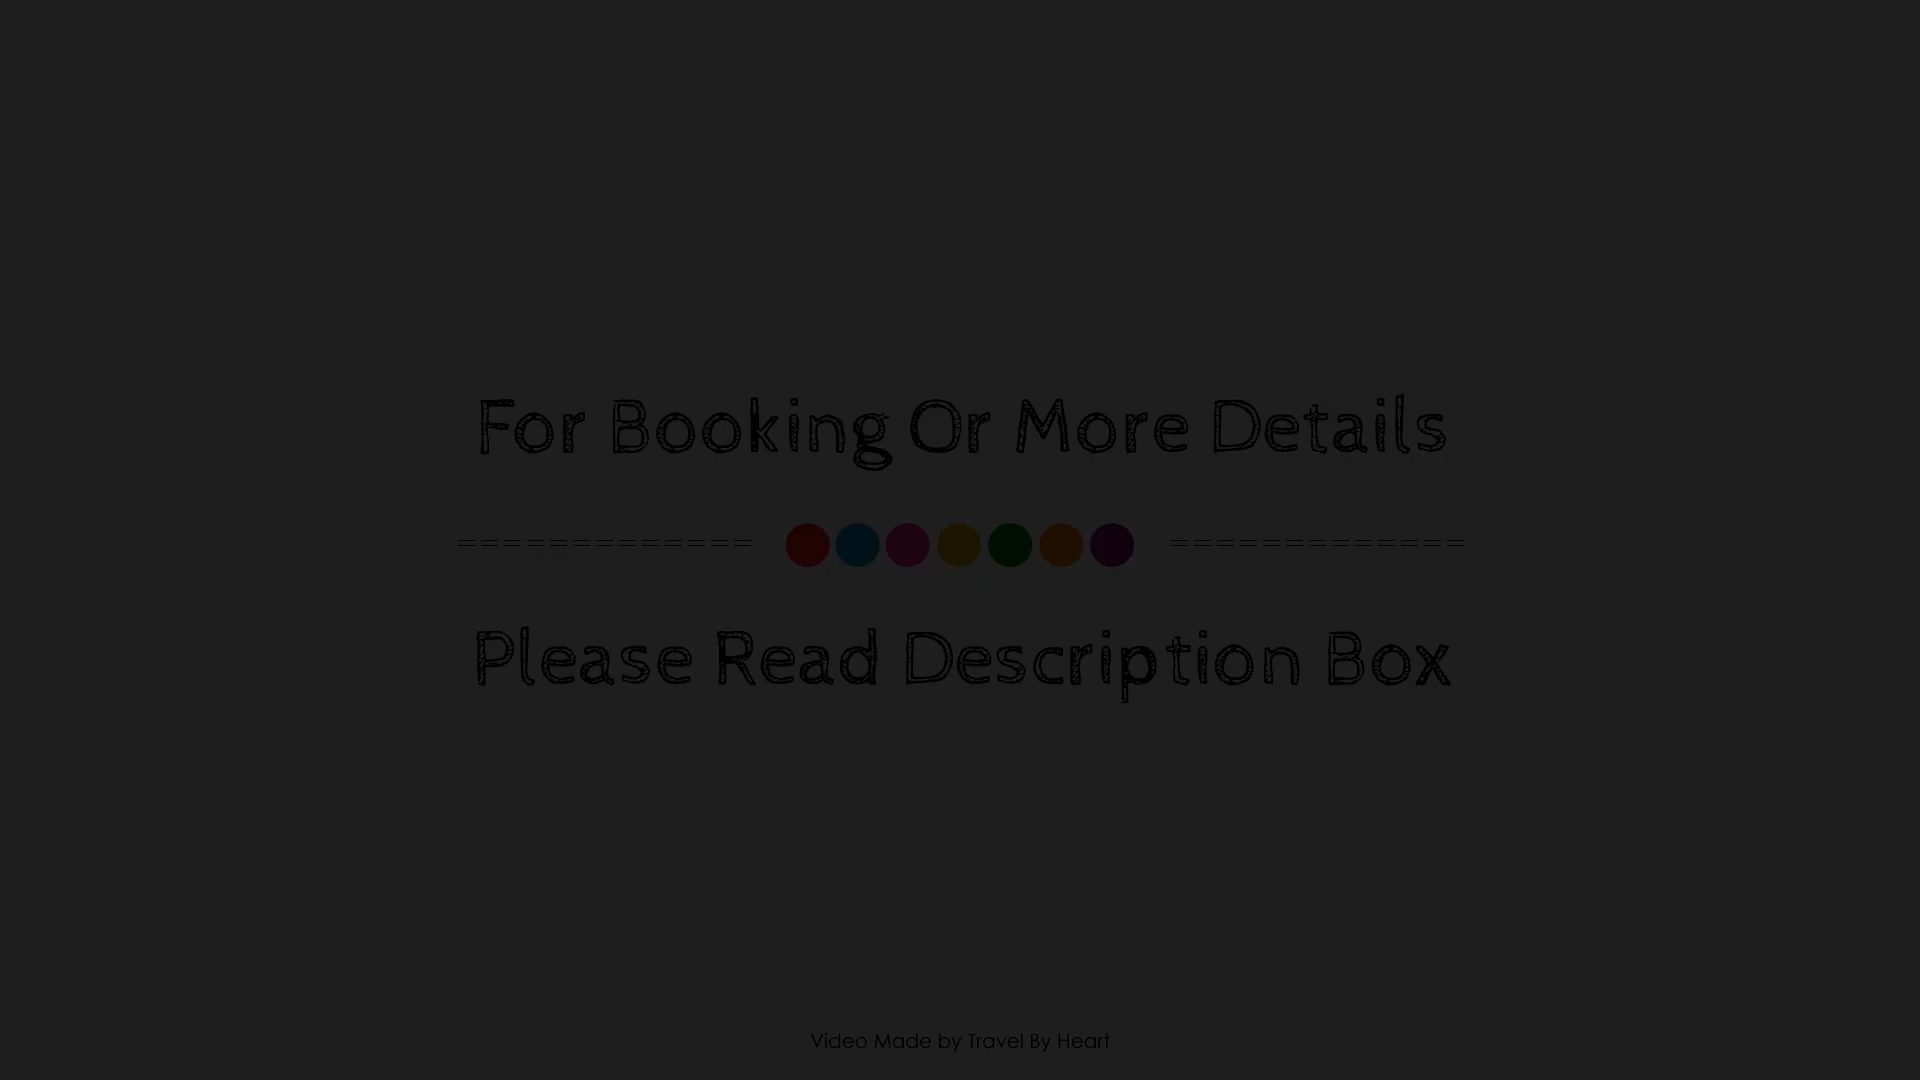 For Booking Or More Details
============= =============
Please Read Description Box
Video Made by Travel By Heart